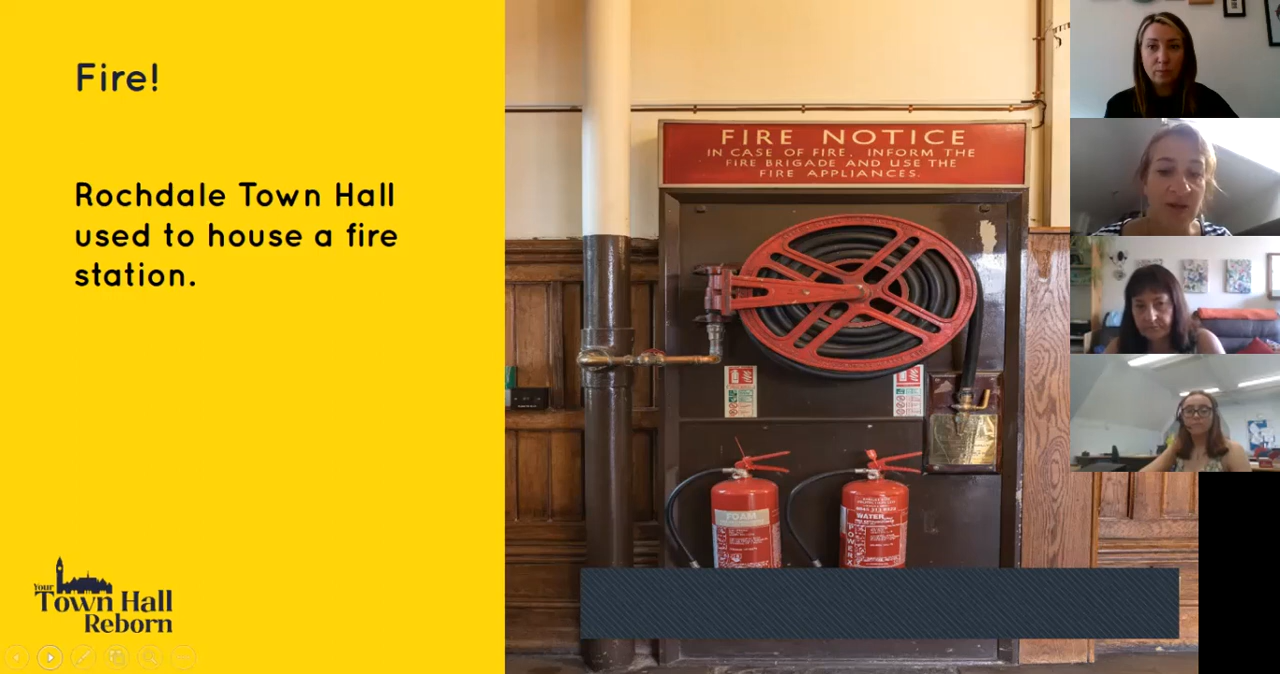 Fire!
Rochdale Town Hall
used to house a fire
station.
Your
Town Hall
Reborn
FIRE NOTICE
IN CASE OF FIRE, INFORM THE
FIRE BRIGADE AND USE THE
FIRE APPLIANCES.
FOAM
WATER
POWERX